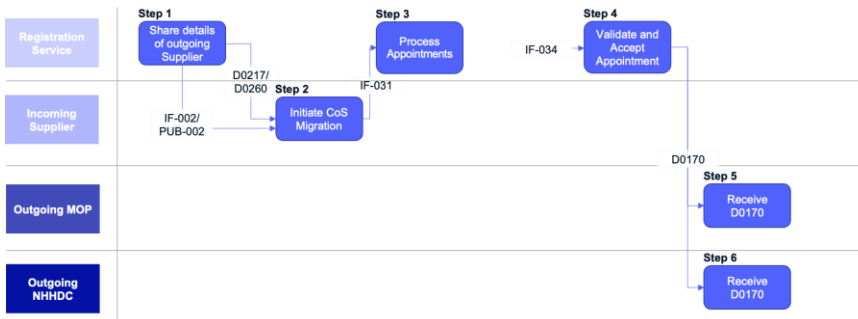 Registration
Service
Incoming
Supplier
Outgoing MOP
Outgoing
NHHDC
Step 1
Share details
of outgoing
Supplier
D0217/
D0260
IF-002/
PUB-002
Step 2
Initiate CoS
Migration
IF-031
Step 3
Process
Appointments
IF-034
Step 4
Validate and
Accept
Appointment
D0170
Step 5
Receive
D0170
Step 6
Receive
D0170